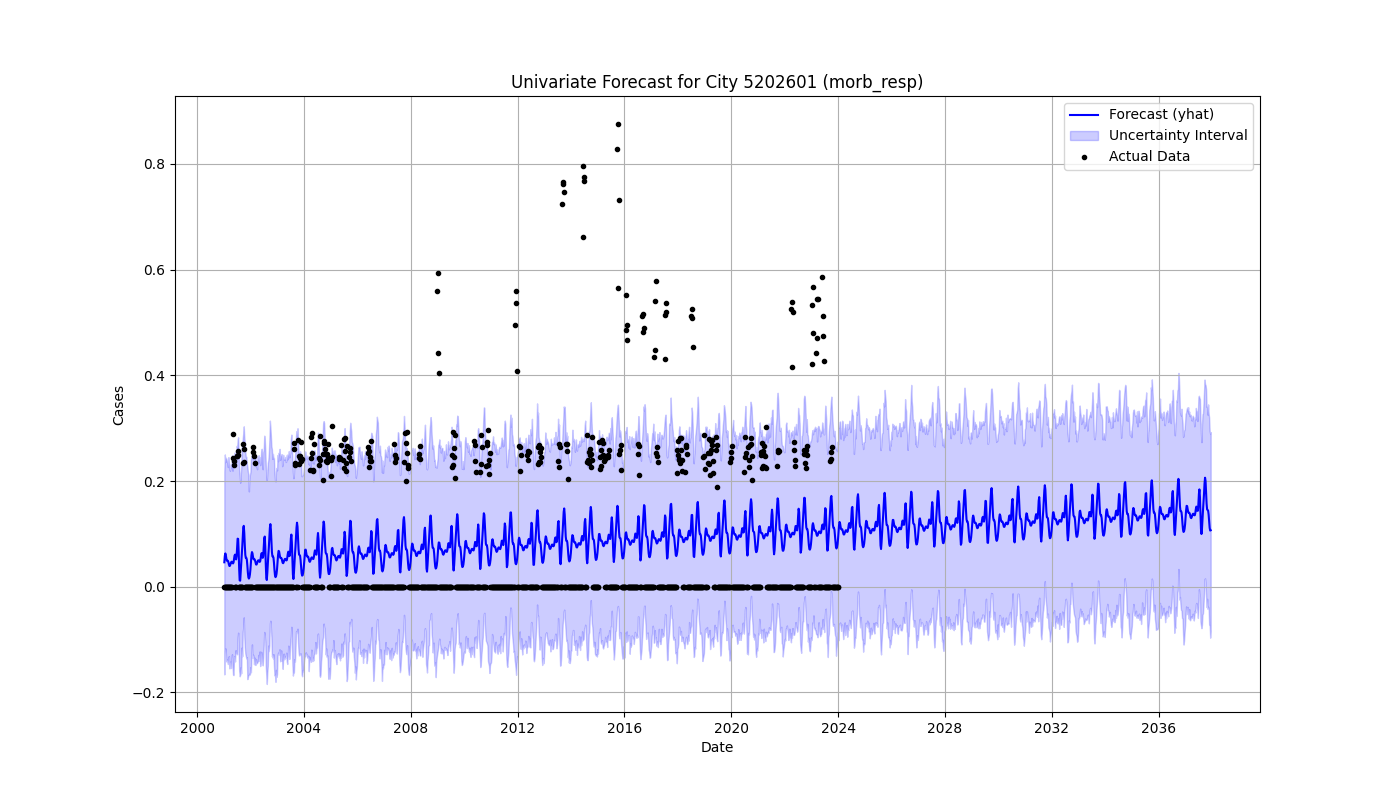 Univariate Forecast for City 5202601 (morb_resp)
Forecast (yhat)
Uncertainty Interval
Actual Data
Cases
0.8
0.6
0.4
0.2
0.0
−0.2
2000 2004 2008 2012 2016 2020 2024 2028 2032 2036
Date